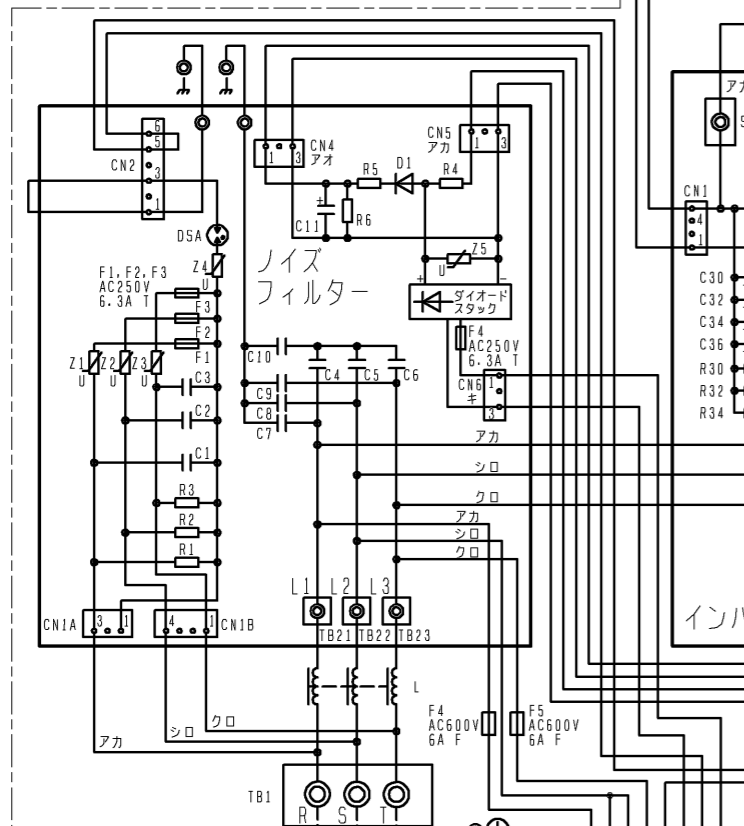 ア
S
6
5
CN2
3
1
CN4
アオ
1
3
CN5
アカ
1
3
R5
D1
R4
+
C11
R6
CN1
4
1
DSA
Z4
U
ノイズ
フィルター
Z5
U
+
-
ダイオード
スタック
F1,F2,F3
AC250V
6.3A T
F3
F2
F1
F4
AC250V
6.3A T
C30
C32
C34
C36
R30
R32
R34
Z1
U
Z2
U
Z3
U
C10
C4
C5
C6
CN6
キ
1
3
C3
C9
C8
C7
C2
C1
アカ
シロ
クロ
R3
R2
R1
アカ
シロ
クロ
L1
L2
L3
CN1A
3
1
4
1
CN1B
TB21
TB22
TB23
インバ
L
アカ
シロ
クロ
F4
AC600V
6A F
F5
AC600V
6A F
TB1
R
S
T